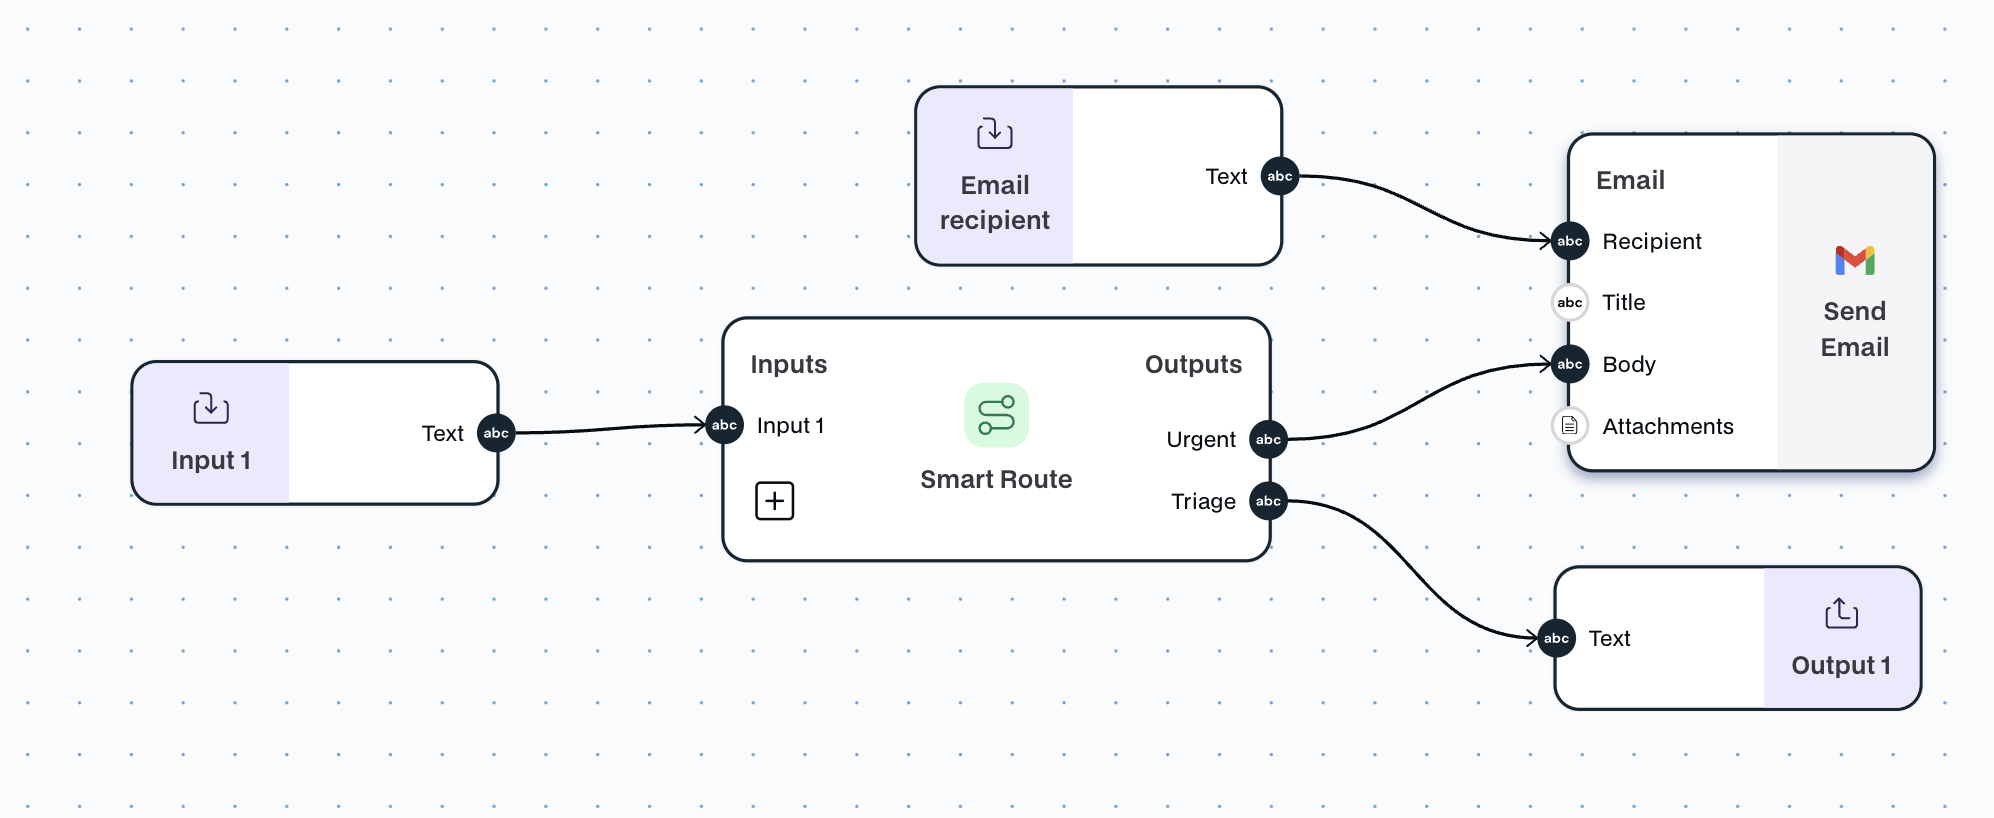 Email
recipient
Text
abc
Email
abc
Recipient
abc
Title
abc
Body
Attachments
Send
Email
Input 1
Text
abc
Inputs
abc
Input 1
Smart Route
Outputs
Urgent
abc
Triage
abc
abc
Text
Output 1